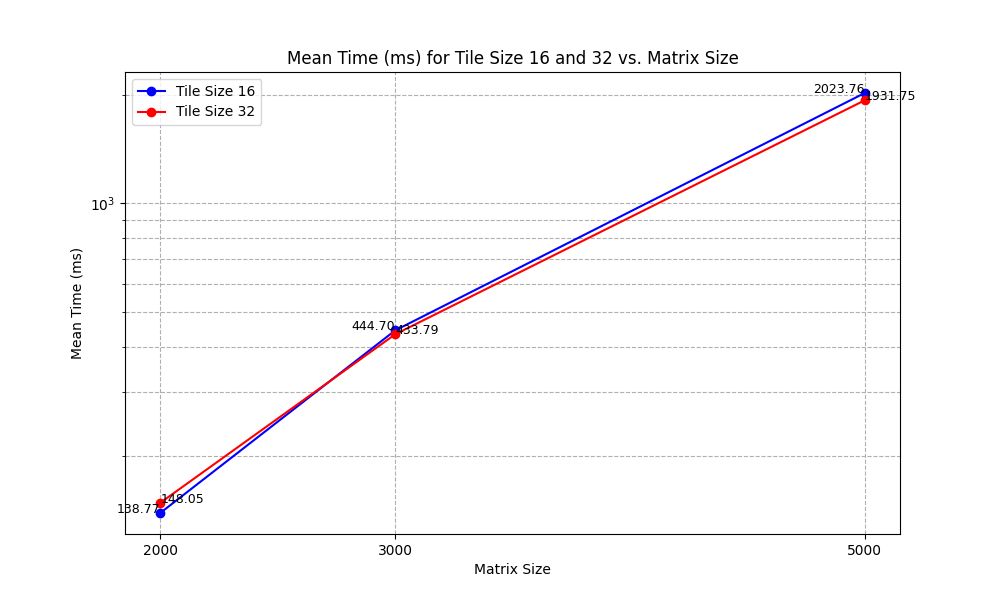 Mean Time (ms) for Tile Size 16 and 32 vs. Matrix Size
Tile Size 16
Tile Size 32
2023.76
1931.75
10³
Mean Time (ms)
444.70
433.79
148.05
138.77
2000
3000
5000
Matrix Size